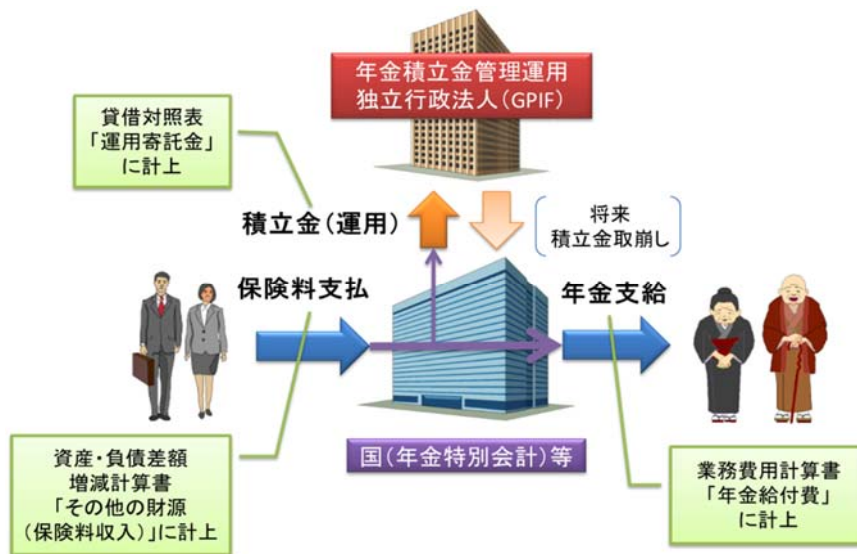 年金積立金管理運用
独立行政法人(GPIF)
貸借対照表
「運用寄託金」
に計上
積立金(運用)
将来
積立金取崩し
保険料支払
年金支給
国(年金特別会計)等
資産・負債差額
増減計算書
「その他の財源
(保険料収入)」に計上
業務費用計算書
「年金給付費」
に計上